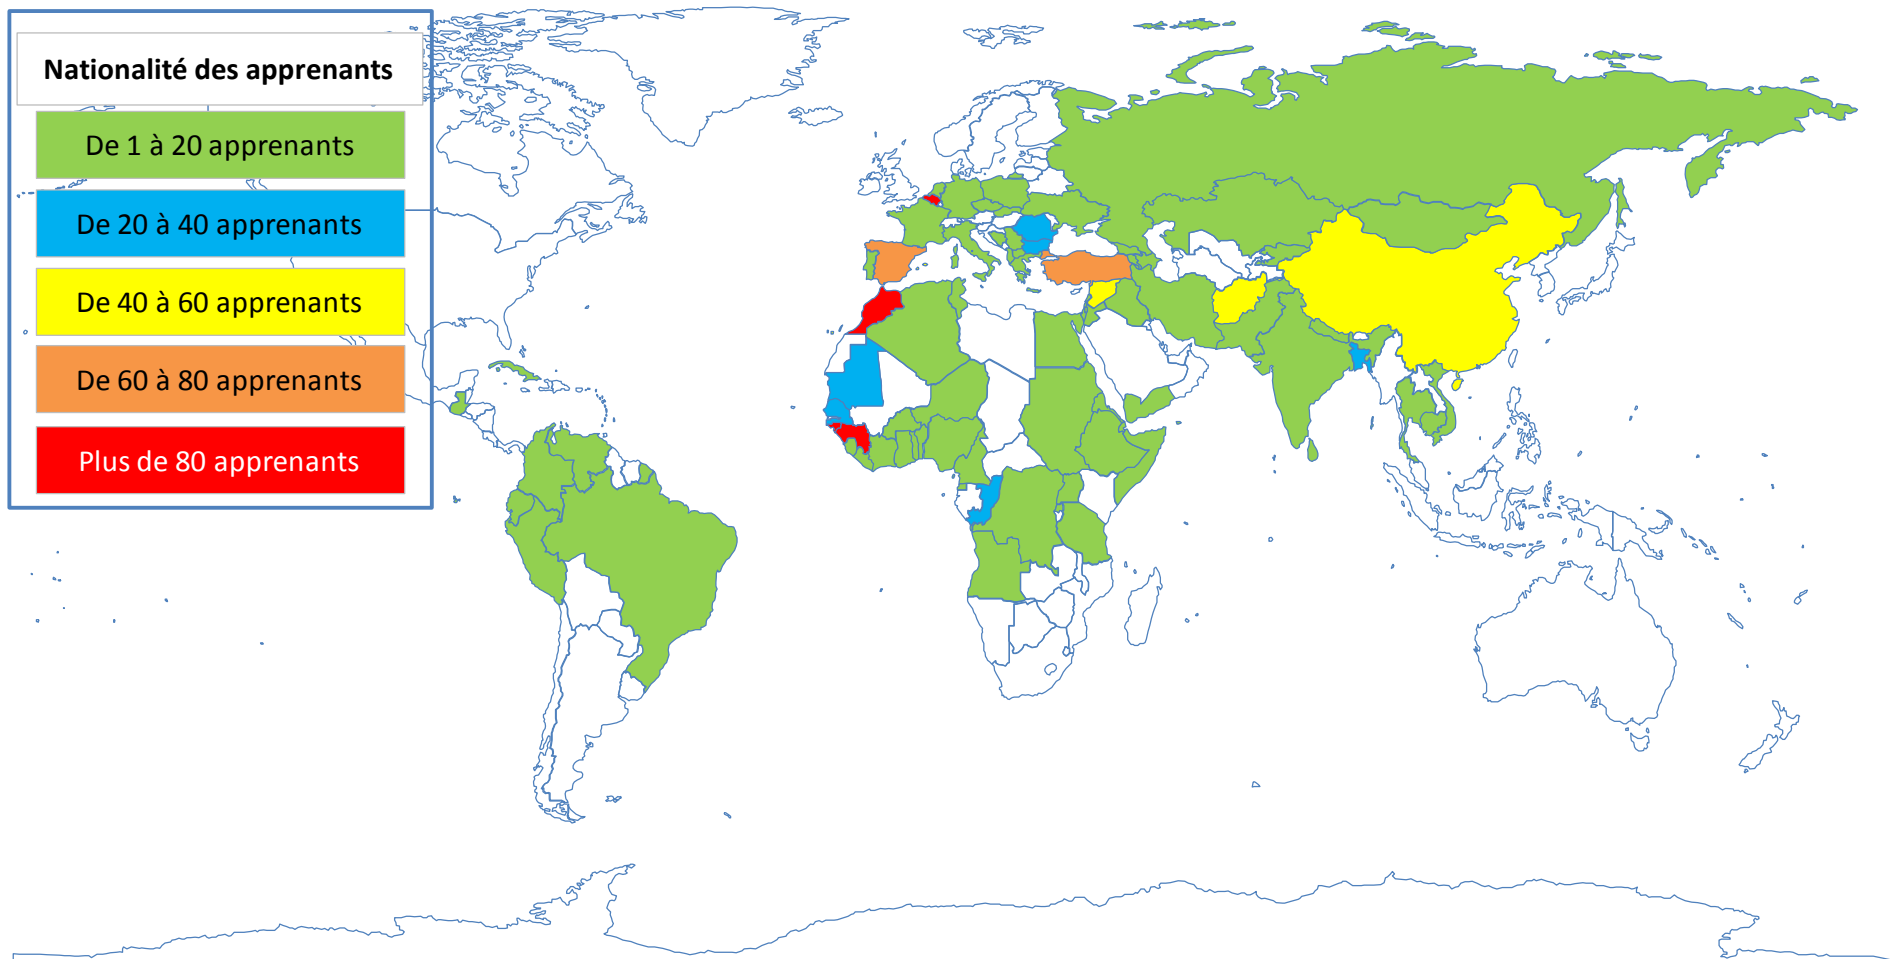 Nationalité des apprenants
De 1 à 20 apprenants
De 20 à 40 apprenants
De 40 à 60 apprenants
De 60 à 80 apprenants
Plus de 80 apprenants